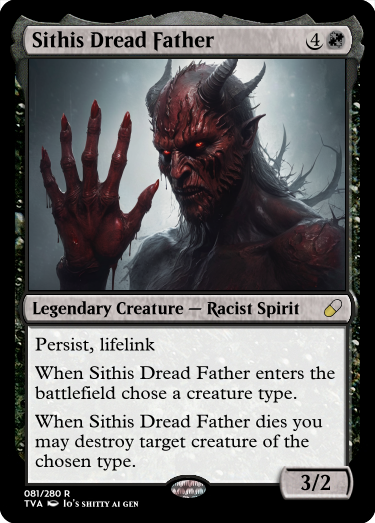 Sithis Dread Father 4
Legendary Creature — Racist Spirit
Persist, lifelink
When Sithis Dread Father enters the
battlefield chose a creature type.
When Sithis Dread Father dies you
may destroy target creature of the
chosen type.
3/2
081/280 R
TVA Io's shitty ai gen